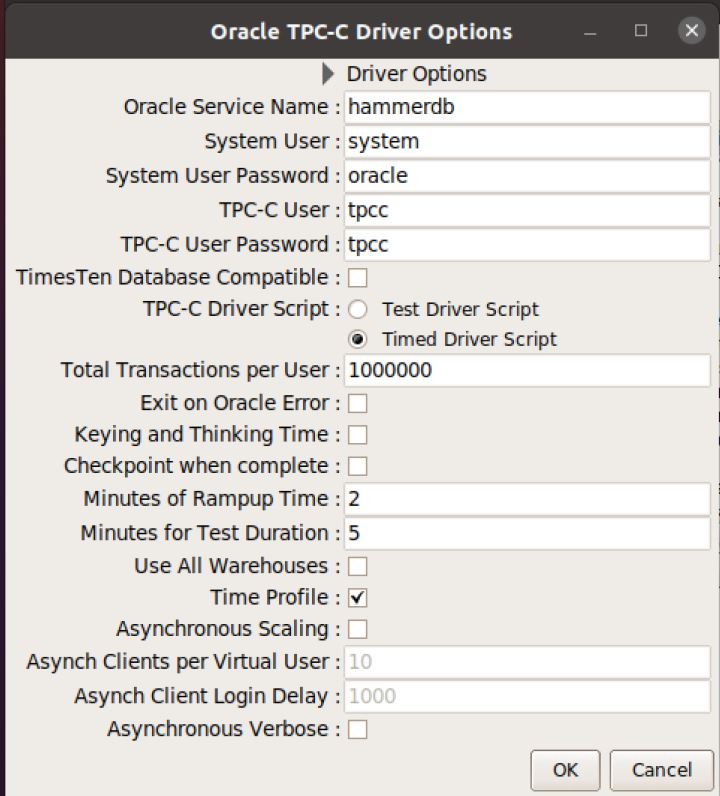 Oracle TPC-C Driver Options
Driver Options
Oracle Service Name : hammerdb
System User : system
System User Password : oracle
TPC-C User : tpcc
TPC-C User Password : tpcc
TimesTen Database Compatible :
TPC-C Driver Script : Test Driver Script
Timed Driver Script
Total Transactions per User : 1000000
Exit on Oracle Error :
Keying and Thinking Time :
Checkpoint when complete :
Minutes of Rampup Time : 2
Minutes for Test Duration : 5
Use All Warehouses :
Time Profile :
Asynchronous Scaling :
Asynch Clients per Virtual User : 10
Asynch Client Login Delay : 1000
Asynchronous Verbose :
OK Cancel